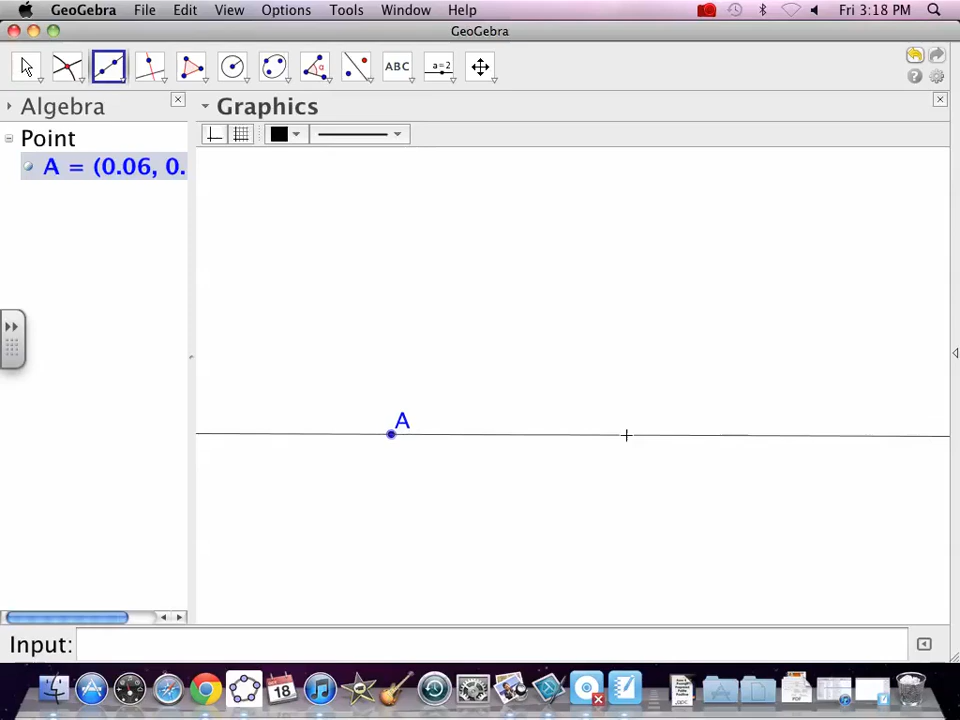 GeoGebra File Edit View Options Tools Window Help Fri 3:18 PM
GeoGebra
ABC
a=2
α
Algebra
Graphics
Point
A = (0.06, 0.
A
Input:
18